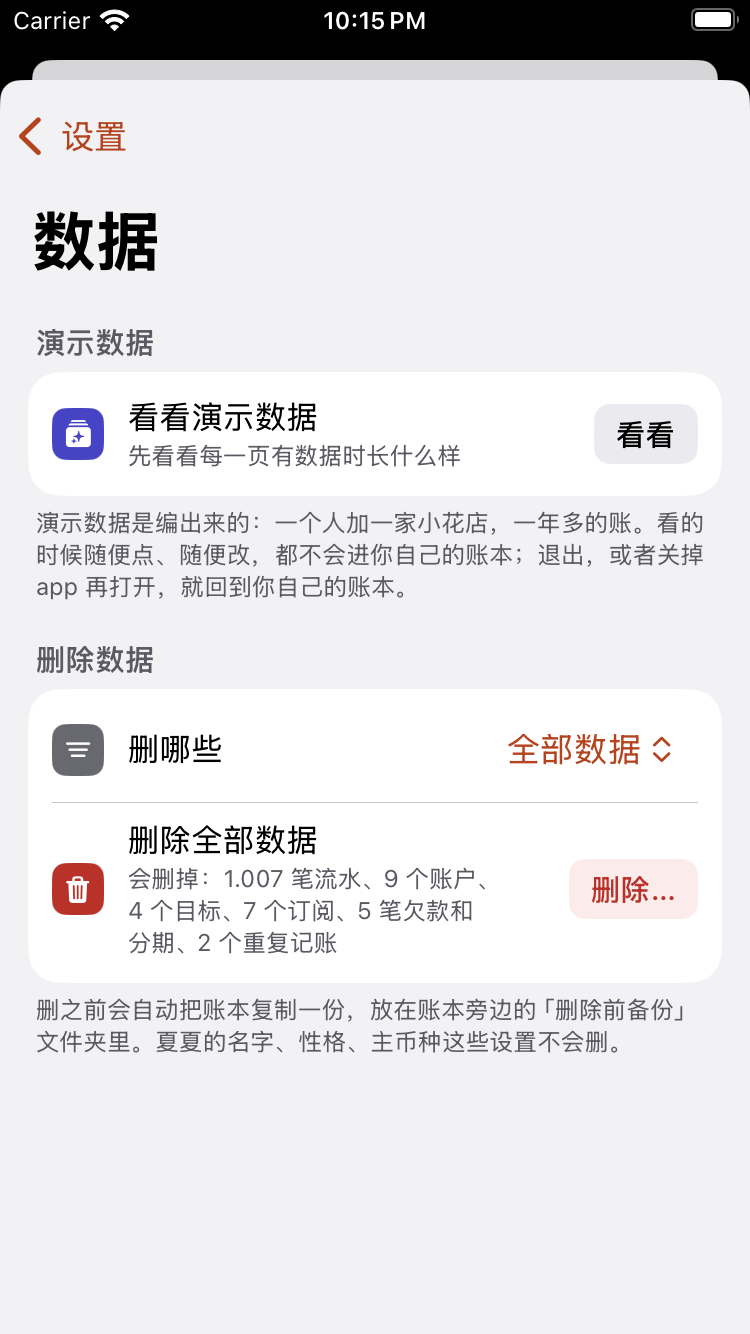 Carrier 10:15 PM
设置
数据
演示数据
看看演示数据
先看看每一页有数据时长什么样
看看
演示数据是编出来的：一个人加一家小花店，一年多的账。看的
时候随便点、随便改，都不会进你自己的账本；退出，或者关掉
app 再打开，就回到你自己的账本。
删除数据
删哪些
全部数据
删除全部数据
会删掉：1.007 笔流水、9 个账户、
4 个目标、7 个订阅、5 笔欠款和
分期、2 个重复记账
删除…
删之前会自动把账本复制一份，放在账本旁边的「删除前备份」
文件夹里。夏夏的名字、性格、主币种这些设置不会删。